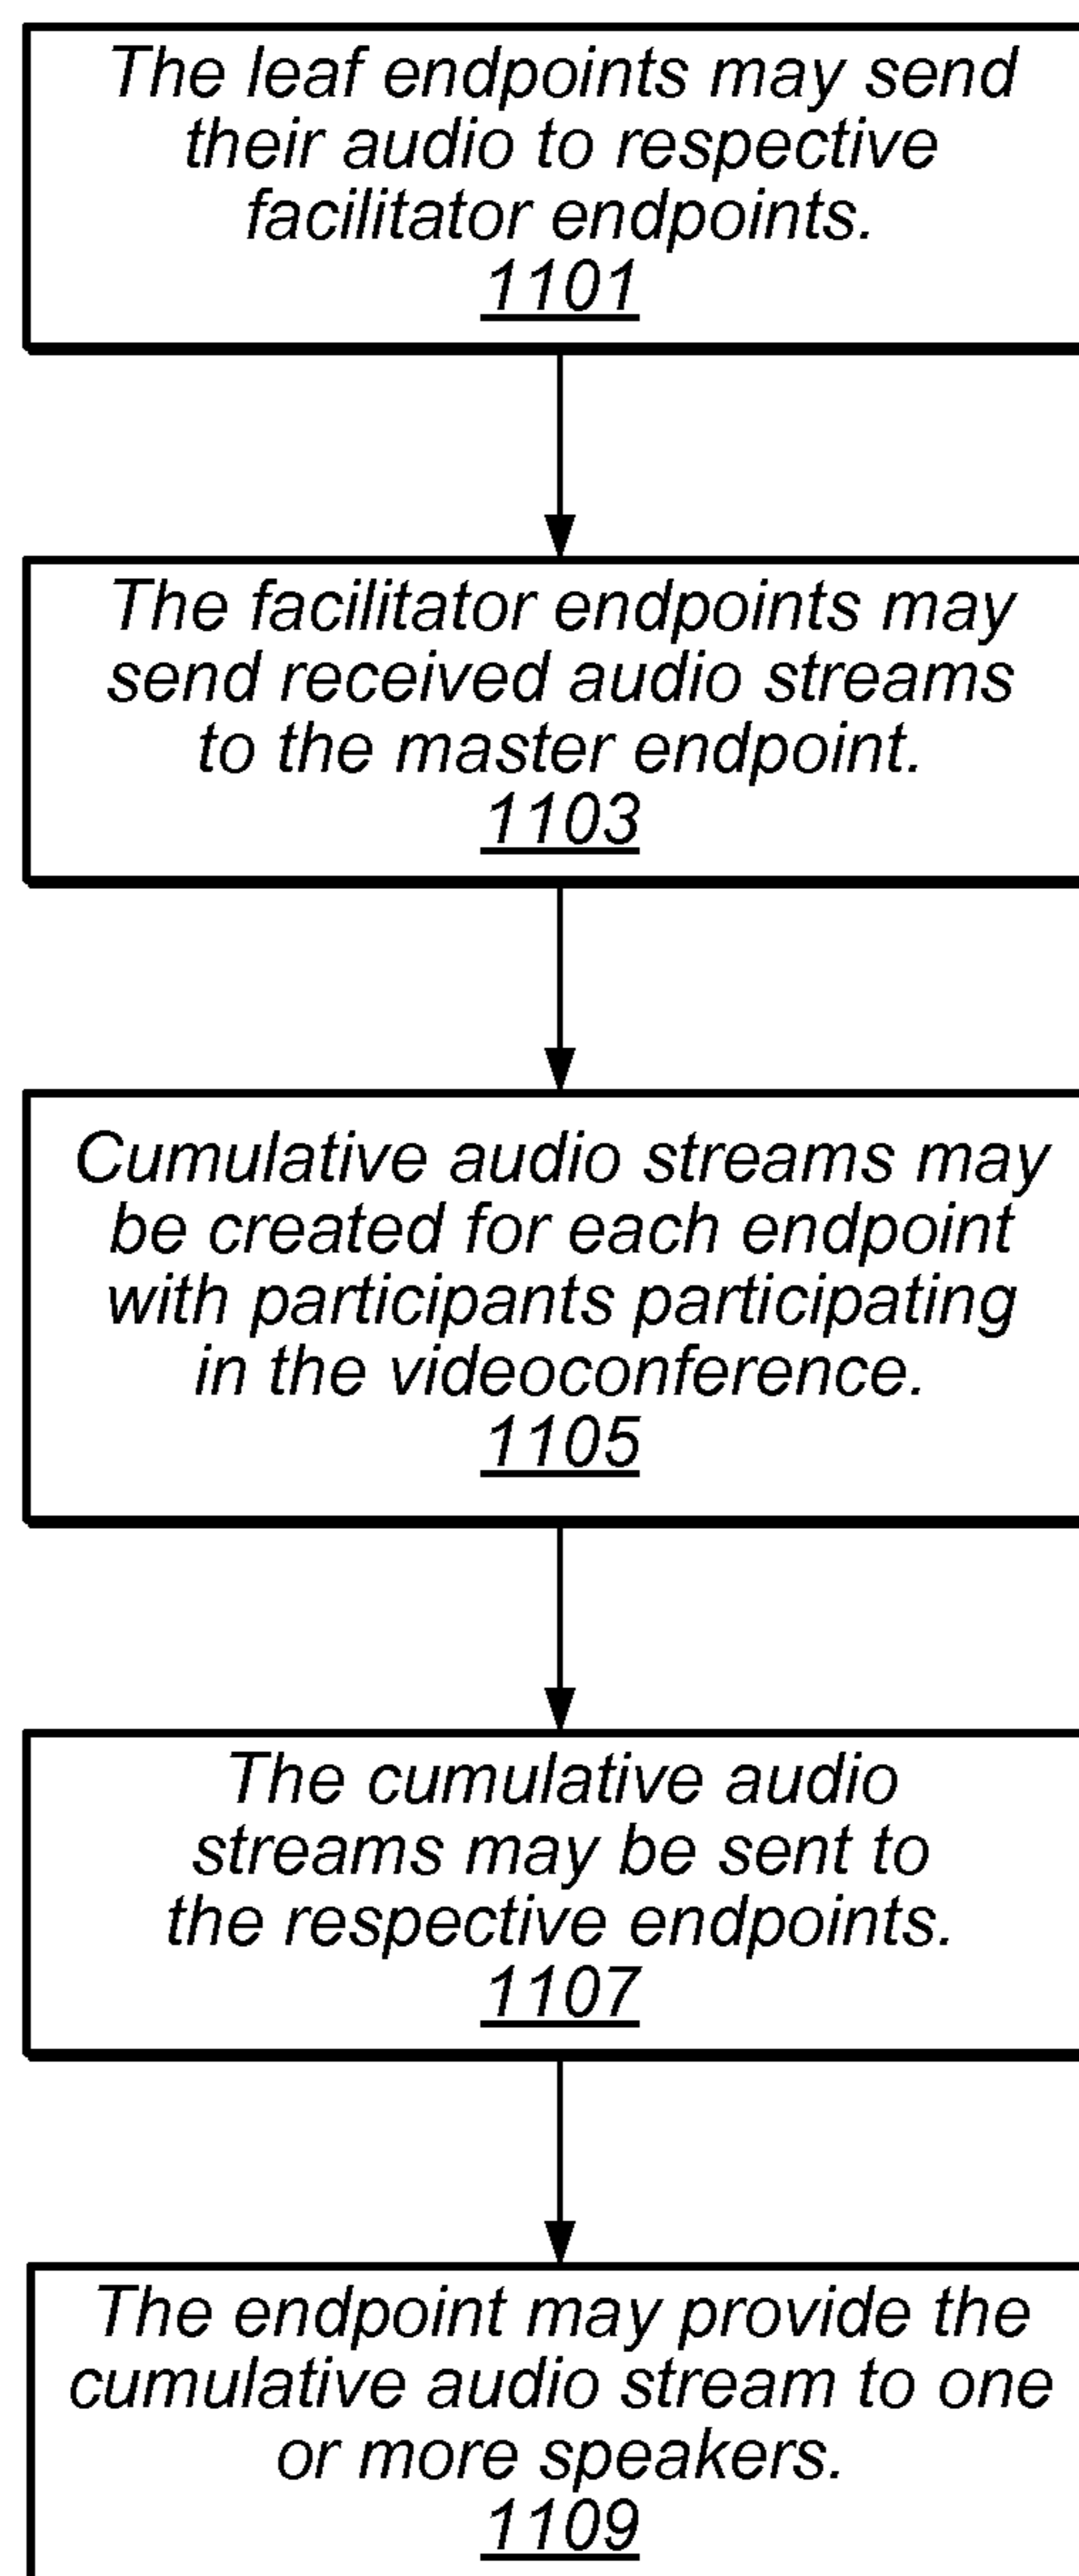 The leaf endpoints may send
their audio to respective
facilitator endpoints.
1101
The facilitator endpoints may
send received audio streams
to the master endpoint.
1103
Cumulative audio streams may
be created for each endpoint
with participants participating
in the videoconference.
1105
The cumulative audio
streams may be sent to
the respective endpoints.
1107
The endpoint may provide the
cumulative audio stream to one
or more speakers.
1109